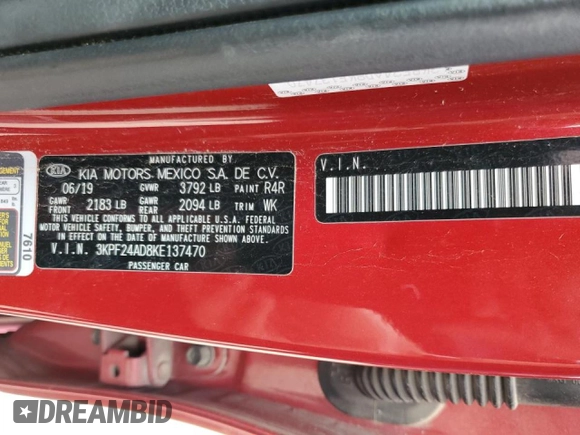 MANUFACTURED BY
KIA KIA MOTORS MEXICO S.A. DE C.V.
06/19 GVWR 3792 LB PAINT R4R
GAWR FRONT 2183 LB GAWR REAR 2094 LB TRIM WK
THIS VEHICLE CONFORMS TO ALL APPLICABLE U.S.A. FEDERAL
MOTOR VEHICLE SAFETY, BUMPER, AND THEFT PREVENTION STANDARDS
IN EFFECT ON THE DATE OF MANUFACTURE SHOWN ABOVE.
V.I.N. 3KPF24AD8KE137470
PASSENGER CAR
V.I.N.
7610
DREAMBID